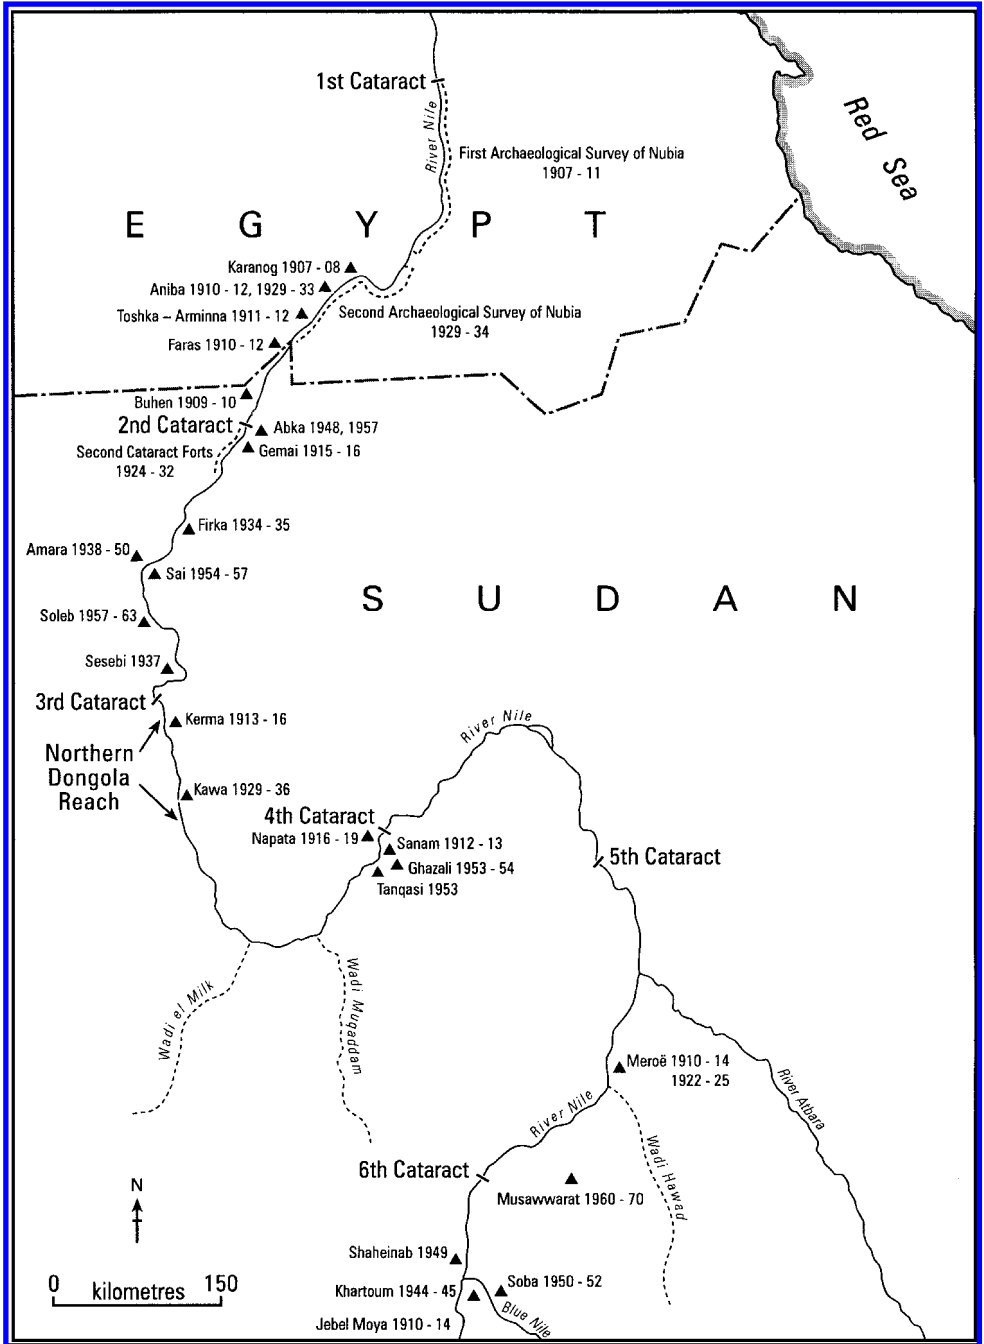 1st Cataract
River Nile
Red Sea
First Archaeological Survey of Nubia
1907 - 11
EGYPT
Karanog 1907 - 08
Aniba 1910 - 12, 1929 - 33
Toshka – Arminna 1911 - 12
Second Archaeological Survey of Nubia
1929 - 34
Faras 1910 - 12
Buhen 1909 - 10
2nd Cataract
Abka 1948, 1957
Second Cataract Forts
1924 - 32
Gemai 1915 - 16
Firka 1934 - 35
Amara 1938 - 50
Sai 1954 - 57
SUDAN
Soleb 1957 - 63
Sesebi 1937
3rd Cataract
Kerma 1913 - 16
River Nile
Northern
Dongola
Reach
Kawa 1929 - 36
4th Cataract
Napata 1916 - 19
Sanam 1912 - 13
Ghazali 1953 - 54
Tanqasi 1953
5th Cataract
Wadi el Milk
Wadi Muqaddam
Meroë 1910 - 14
1922 - 25
River Atbara
River Nile
Wadi Hawad
6th Cataract
Musawwarat 1960 - 70
N
Shaheinab 1949
0 kilometres 150
Khartoum 1944 - 45
Soba 1950 - 52
Blue Nile
Jebel Moya 1910 - 14